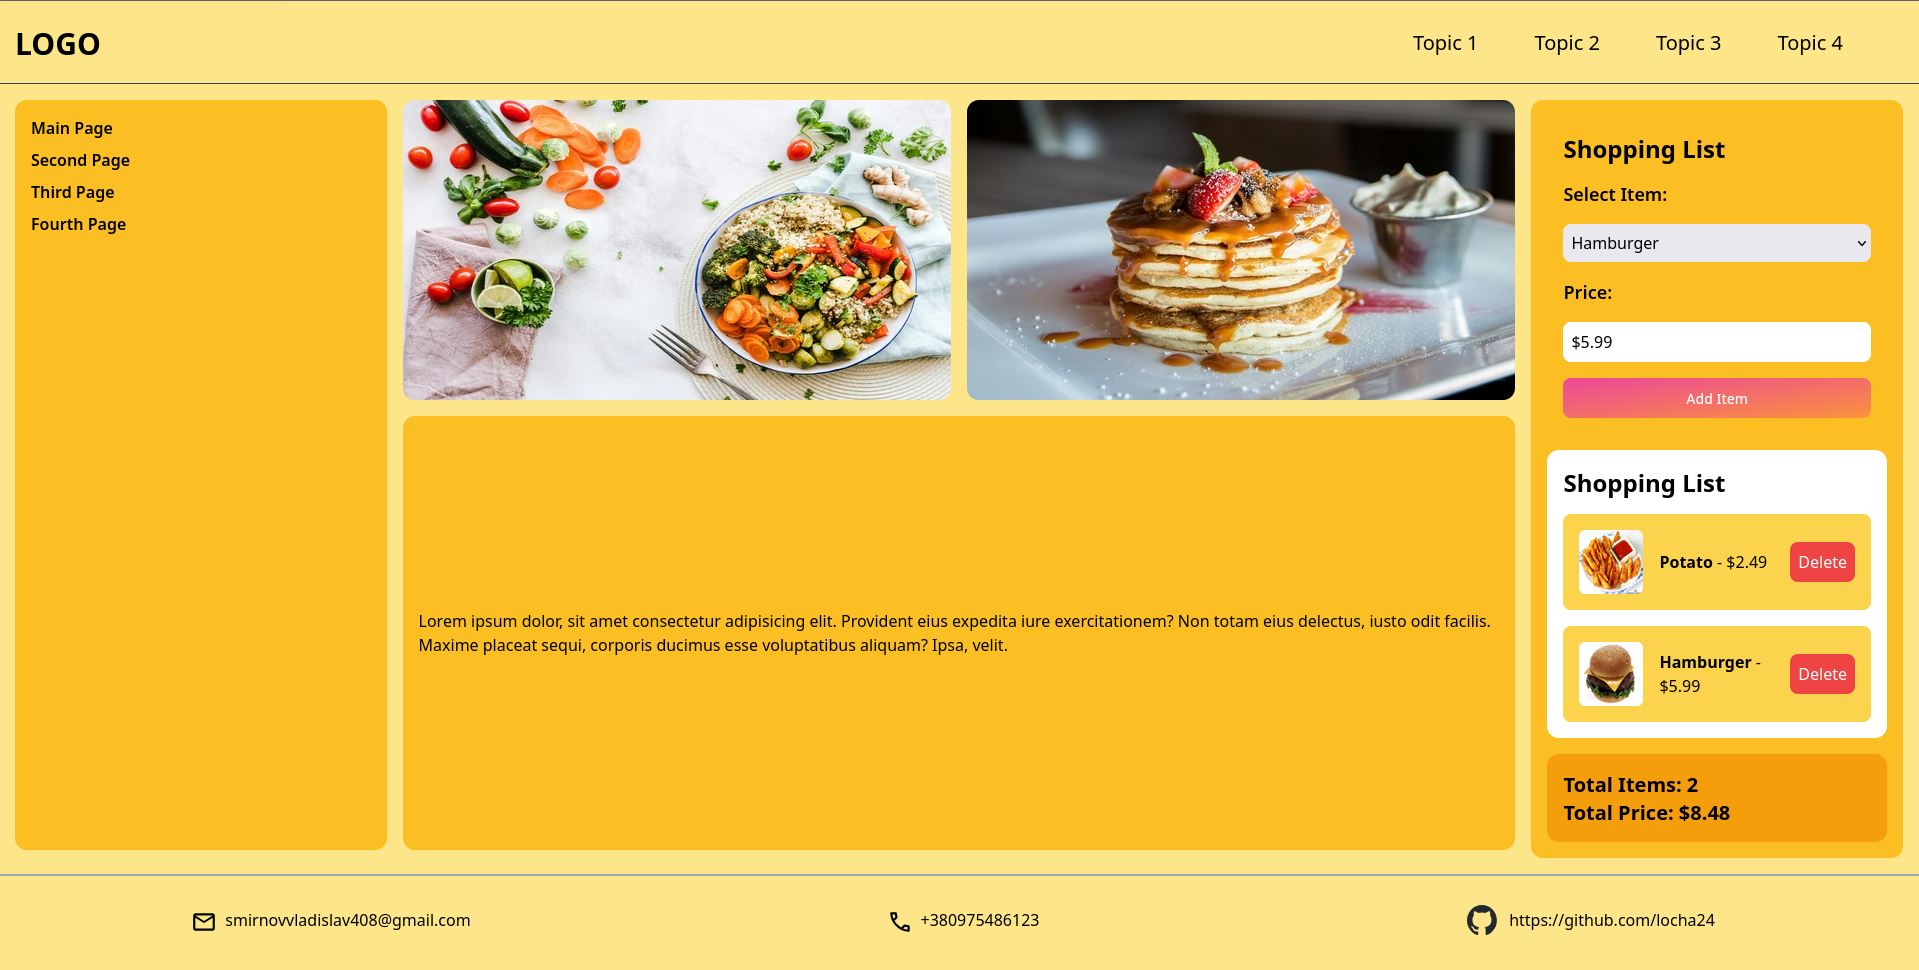 LOGO
Topic 1
Topic 2
Topic 3
Topic 4
Main Page
Second Page
Third Page
Fourth Page
Lorem ipsum dolor, sit amet consectetur adipisicing elit. Provident eius expedita iure exercitationem? Non totam eius delectus, iusto odit facilis.
Maxime placeat sequi, corporis ducimus esse voluptatibus aliquam? Ipsa, velit.
Shopping List
Select Item:
Hamburger
Price:
$5.99
Add Item
Shopping List
Potato - $2.49
Delete
Hamburger -
$5.99
Delete
Total Items: 2
Total Price: $8.48
smirnovvladislav408@gmail.com
+380975486123
https://github.com/locha24